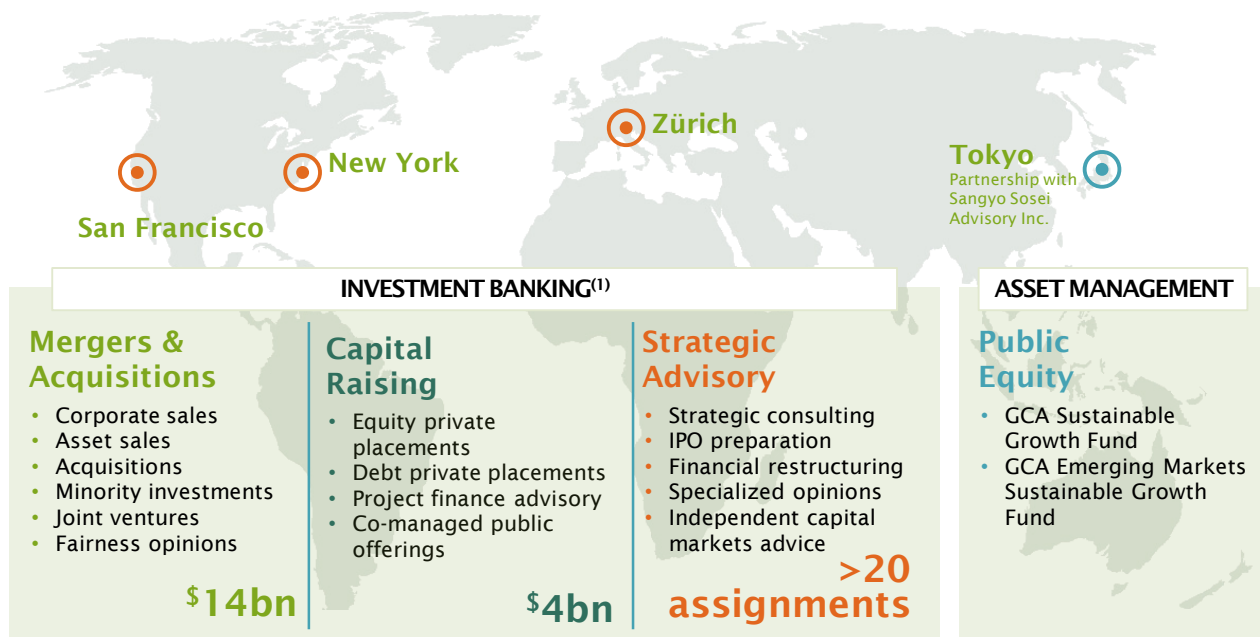 Zürich
New York
Tokyo
Partnership with
Sangyo Sosei
Advisory Inc.
San Francisco
INVESTMENT BANKING(1)
ASSET MANAGEMENT
Mergers &
Acquisitions
• Corporate sales
• Asset sales
• Acquisitions
• Minority investments
• Joint ventures
• Fairness opinions
$14bn
Capital
Raising
• Equity private
placements
• Debt private placements
• Project finance advisory
• Co-managed public
offerings
$4bn
Strategic
Advisory
• Strategic consulting
• IPO preparation
• Financial restructuring
• Specialized opinions
• Independent capital
markets advice
>20
assignments
Public
Equity
• GCA Sustainable
Growth Fund
• GCA Emerging Markets
Sustainable Growth
Fund